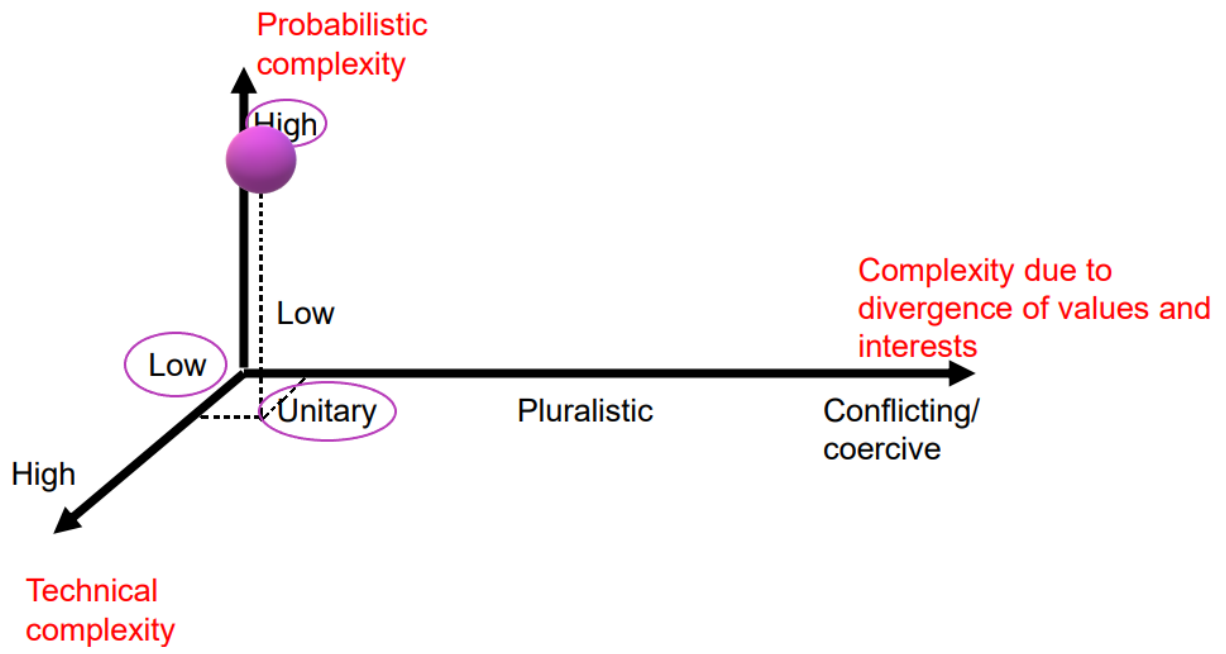 Probabilistic
complexity
High
Low
Low
Complexity due to
divergence of values and
interests
Unitary
Pluralistic
Conflicting/
coercive
High
Technical
complexity